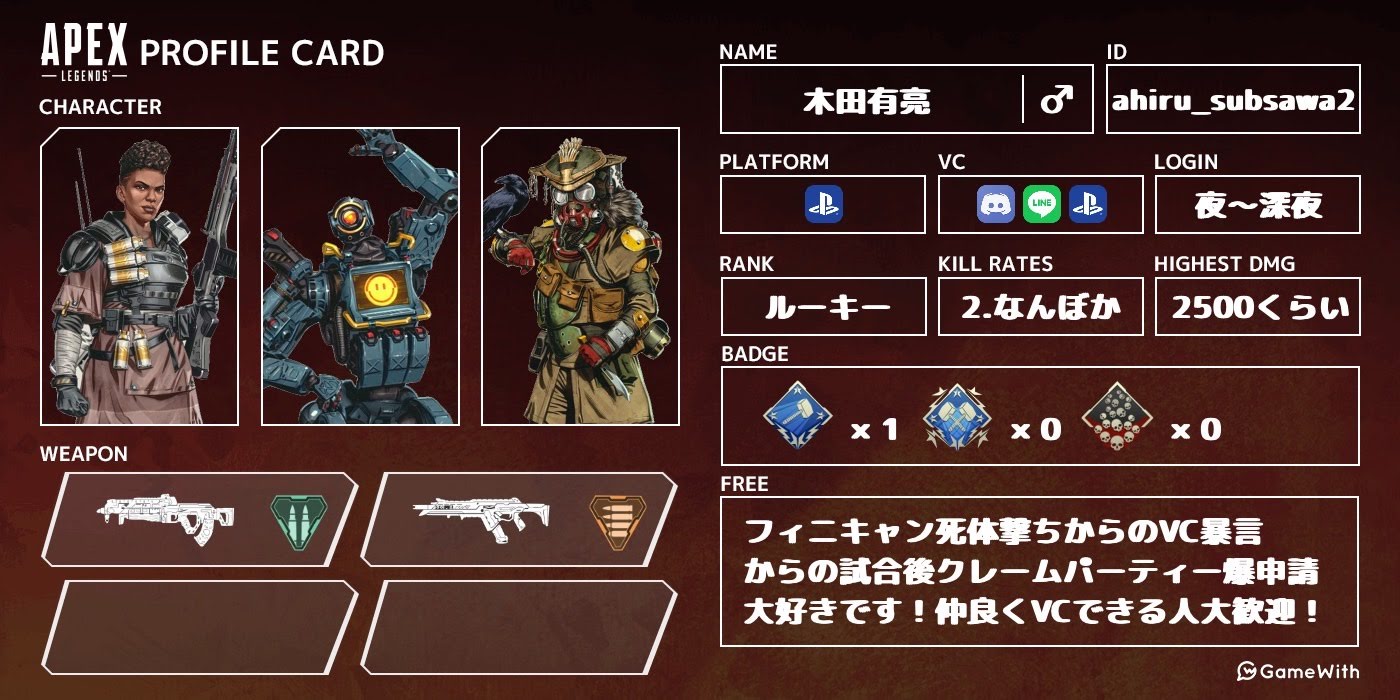 APEX
LEGENDS
PROFILE CARD
CHARACTER
WEAPON
NAME
木田有亮
♂
ID
ahiru_subsawa2
PLATFORM
VC
LINE
LOGIN
夜〜深夜
RANK
ルーキー
KILL RATES
2.なんぼか
HIGHEST DMG
2500くらい
BADGE
x 1
x 0
x 0
FREE
フィニキャン死体撃ちからのVC暴言
からの試合後クレームパーティー爆申請
大好きです！仲良くVCできる人大歓迎！
GameWith